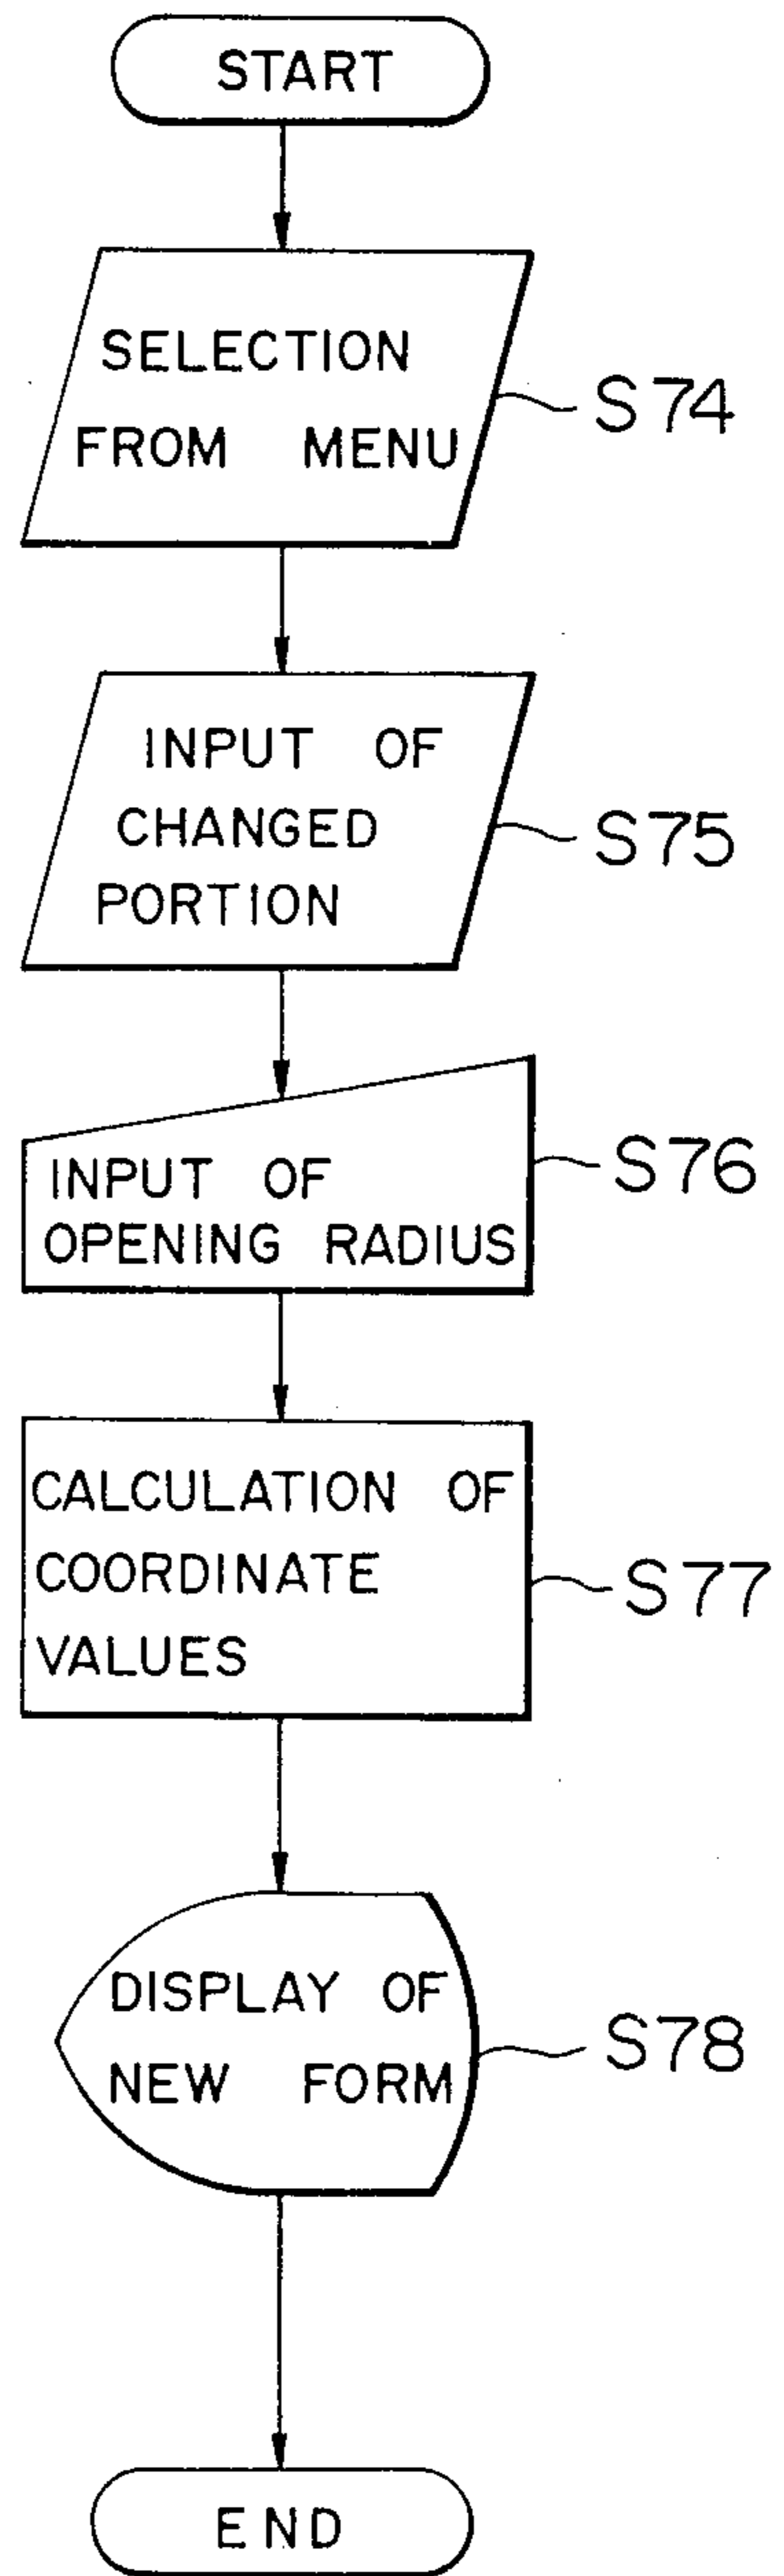 START
SELECTION
FROM MENU
S74
INPUT OF
CHANGED
PORTION
S75
INPUT OF
OPENING RADIUS
S76
CALCULATION OF
COORDINATE
VALUES
S77
DISPLAY OF
NEW FORM
S78
END